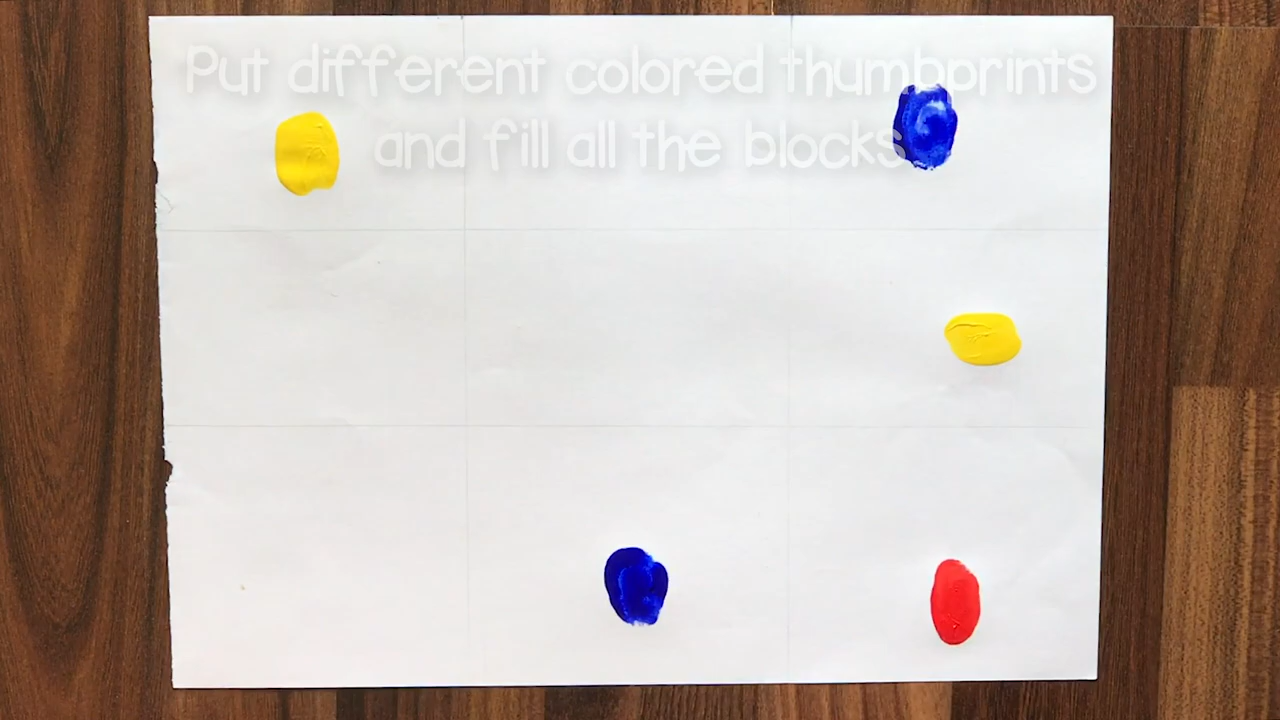 Put different colored thumbprints
and fill all the blocks.